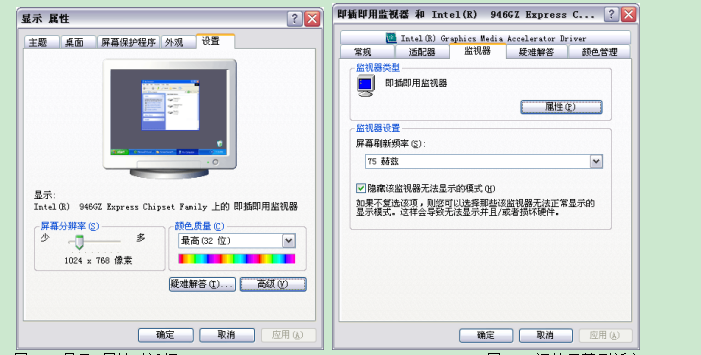 显示 属性
主题 桌面 屏幕保护程序 外观 设置
显示:
Intel(R) 946GZ Express Chipset Family 上的 即插即用监视器
屏幕分辨率(S)
少 多
1024 x 768 像素
颜色质量(C)
最高(32 位)
疑难解答(T)... 高级(V)
确定 取消 应用(A)
即插即用监视器 和 Intel(R) 946GZ Express C...
Intel(R) Graphics Media Accelerator Driver
常规 适配器 监视器 疑难解答 颜色管理
监视器类型
即插即用监视器
属性(P)
监视器设置
屏幕刷新频率(S):
75 赫兹
隐藏该监视器无法显示的模式(H)
如果不复选该项，则您可以选择那些该监视器无法正常显示的
显示模式。这样会导致无法显示并且/或者损坏硬件。
确定 取消 应用(A)